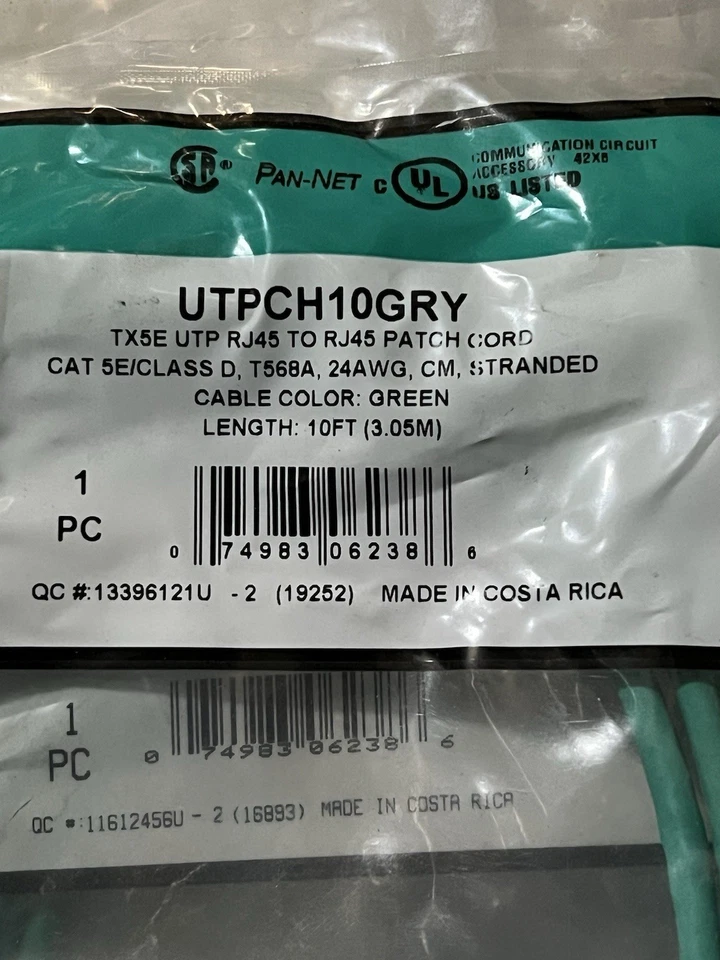 SA® PAN-NET C UL US LISTED
COMMUNICATION CIRCUIT
ACCESSORY 42X6
UTPCH10GRY
TX5E UTP RJ45 TO RJ45 PATCH CORD
CAT 5E/CLASS D, T568A, 24AWG, CM, STRANDED
CABLE COLOR: GREEN
LENGTH: 10FT (3.05M)
1
PC
0 74983 06238 6
QC #:13396121U - 2 (19252) MADE IN COSTA RICA
1
PC
0 74983 06238 6
QC #:11612456U - 2 (16893) MADE IN COSTA RICA